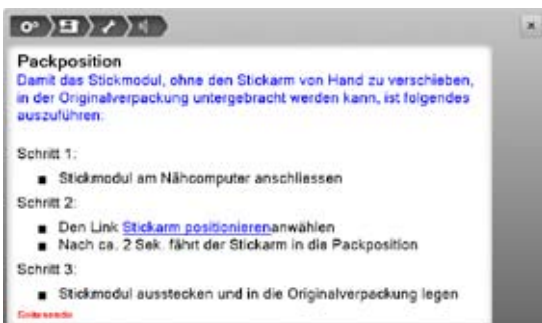 Packposition
Damit das Stickmodul, ohne den Stickarm von Hand zu verschieben,
in der Originalverpackung untergebracht werden kann, ist folgendes
auszuführen:
Schritt 1:
■ Stickmodul am Nähcomputer anschliessen
Schritt 2:
■ Den Link Stickarm positionierenanwählen
■ Nach ca. 2 Sek. fährt der Stickarm in die Packposition
Schritt 3:
■ Stickmodul ausstecken und in die Originalverpackung legen
Seitenende